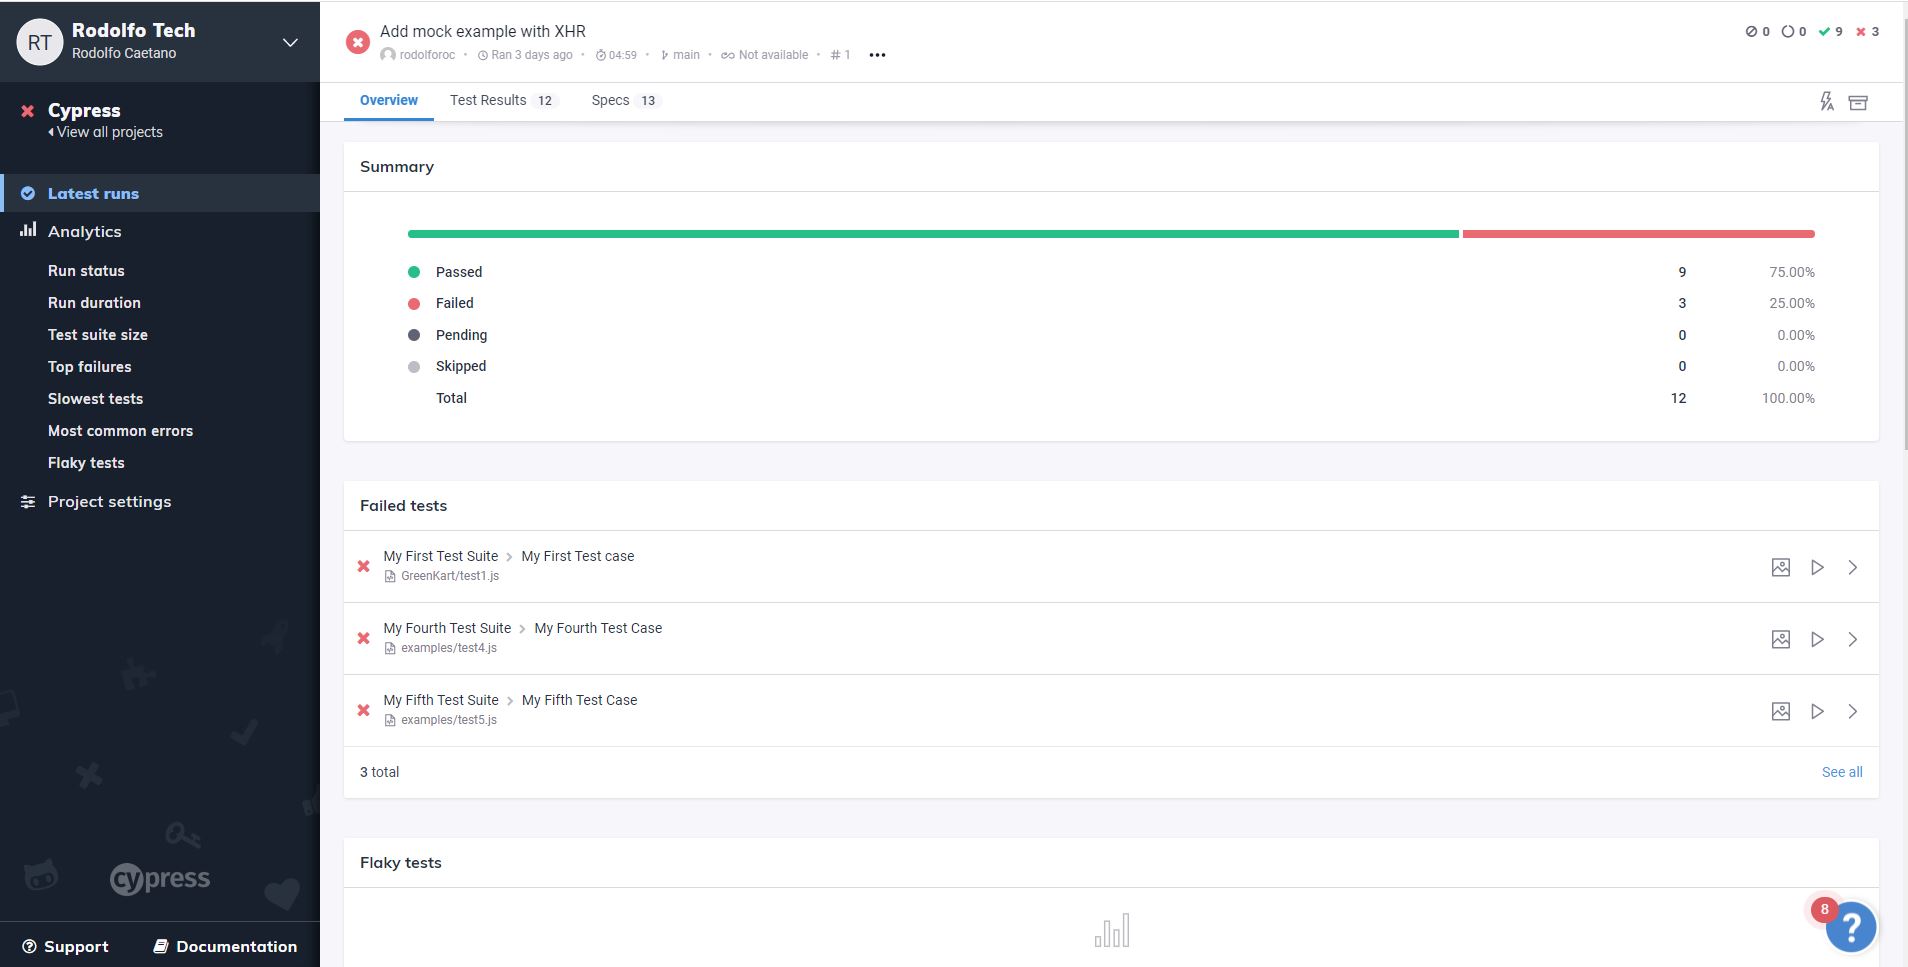 RT
Rodolfo Tech
Rodolfo Caetano
Cypress
View all projects
Latest runs
Analytics
Run status
Run duration
Test suite size
Top failures
Slowest tests
Most common errors
Flaky tests
Project settings
cypress
Support
Documentation
Add mock example with XHR
0 0 9 3
rodolforoc • Ran 3 days ago • 04:59 • main • Not available • # 1 •••
Overview Test Results 12 Specs 13
Summary
Passed 9 75.00%
Failed 3 25.00%
Pending 0 0.00%
Skipped 0 0.00%
Total 12 100.00%
Failed tests
My First Test Suite > My First Test case
GreenKart/test1.js
My Fourth Test Suite > My Fourth Test Case
examples/test4.js
My Fifth Test Suite > My Fifth Test Case
examples/test5.js
3 total See all
Flaky tests
8
?